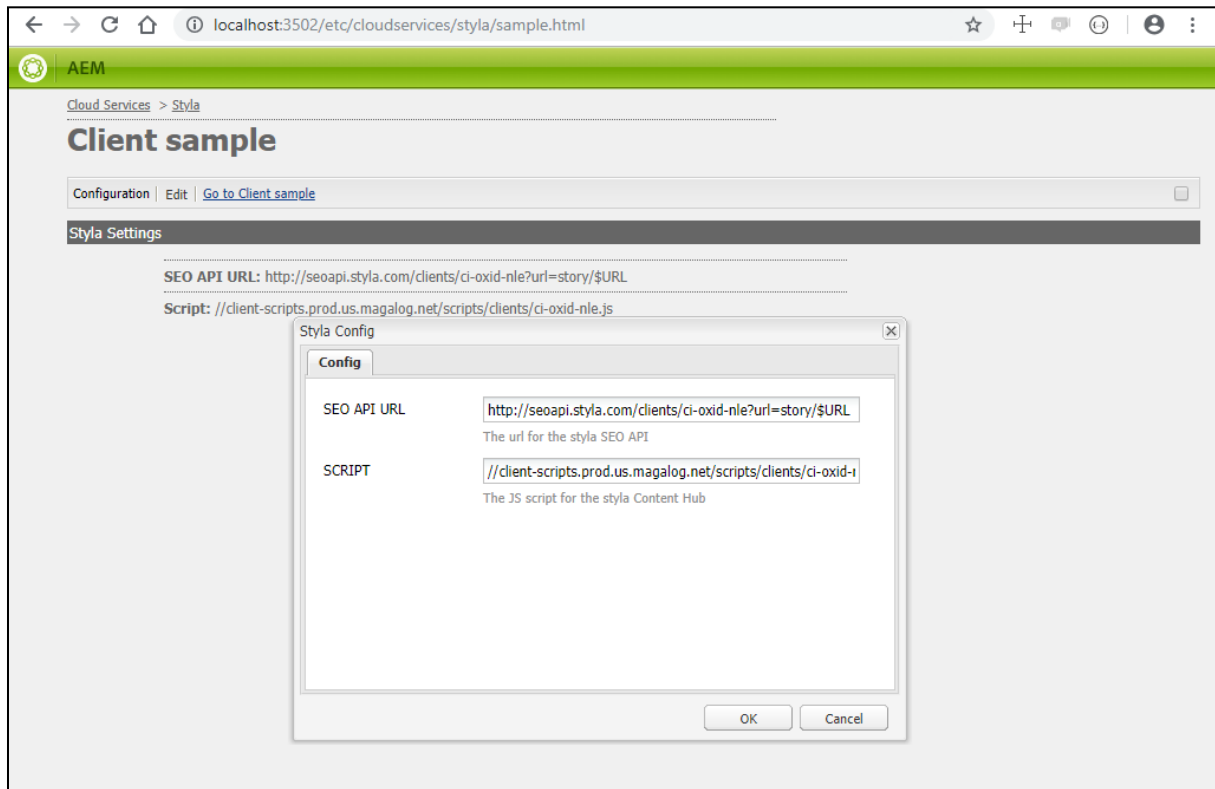 localhost:3502/etc/cloudservices/styla/sample.html
AEM
Cloud Services > Styla
Client sample
Configuration | Edit | Go to Client sample
Styla Settings
SEO API URL: http://seoapi.styla.com/clients/ci-oxid-nle?url=story/$URL
Script: //client-scripts.prod.us.magalog.net/scripts/clients/ci-oxid-nle.js
Styla Config
Config
SEO API URL http://seoapi.styla.com/clients/ci-oxid-nle?url=story/$URL
The url for the styla SEO API
SCRIPT //client-scripts.prod.us.magalog.net/scripts/clients/ci-oxid-
The JS script for the styla Content Hub
OK Cancel